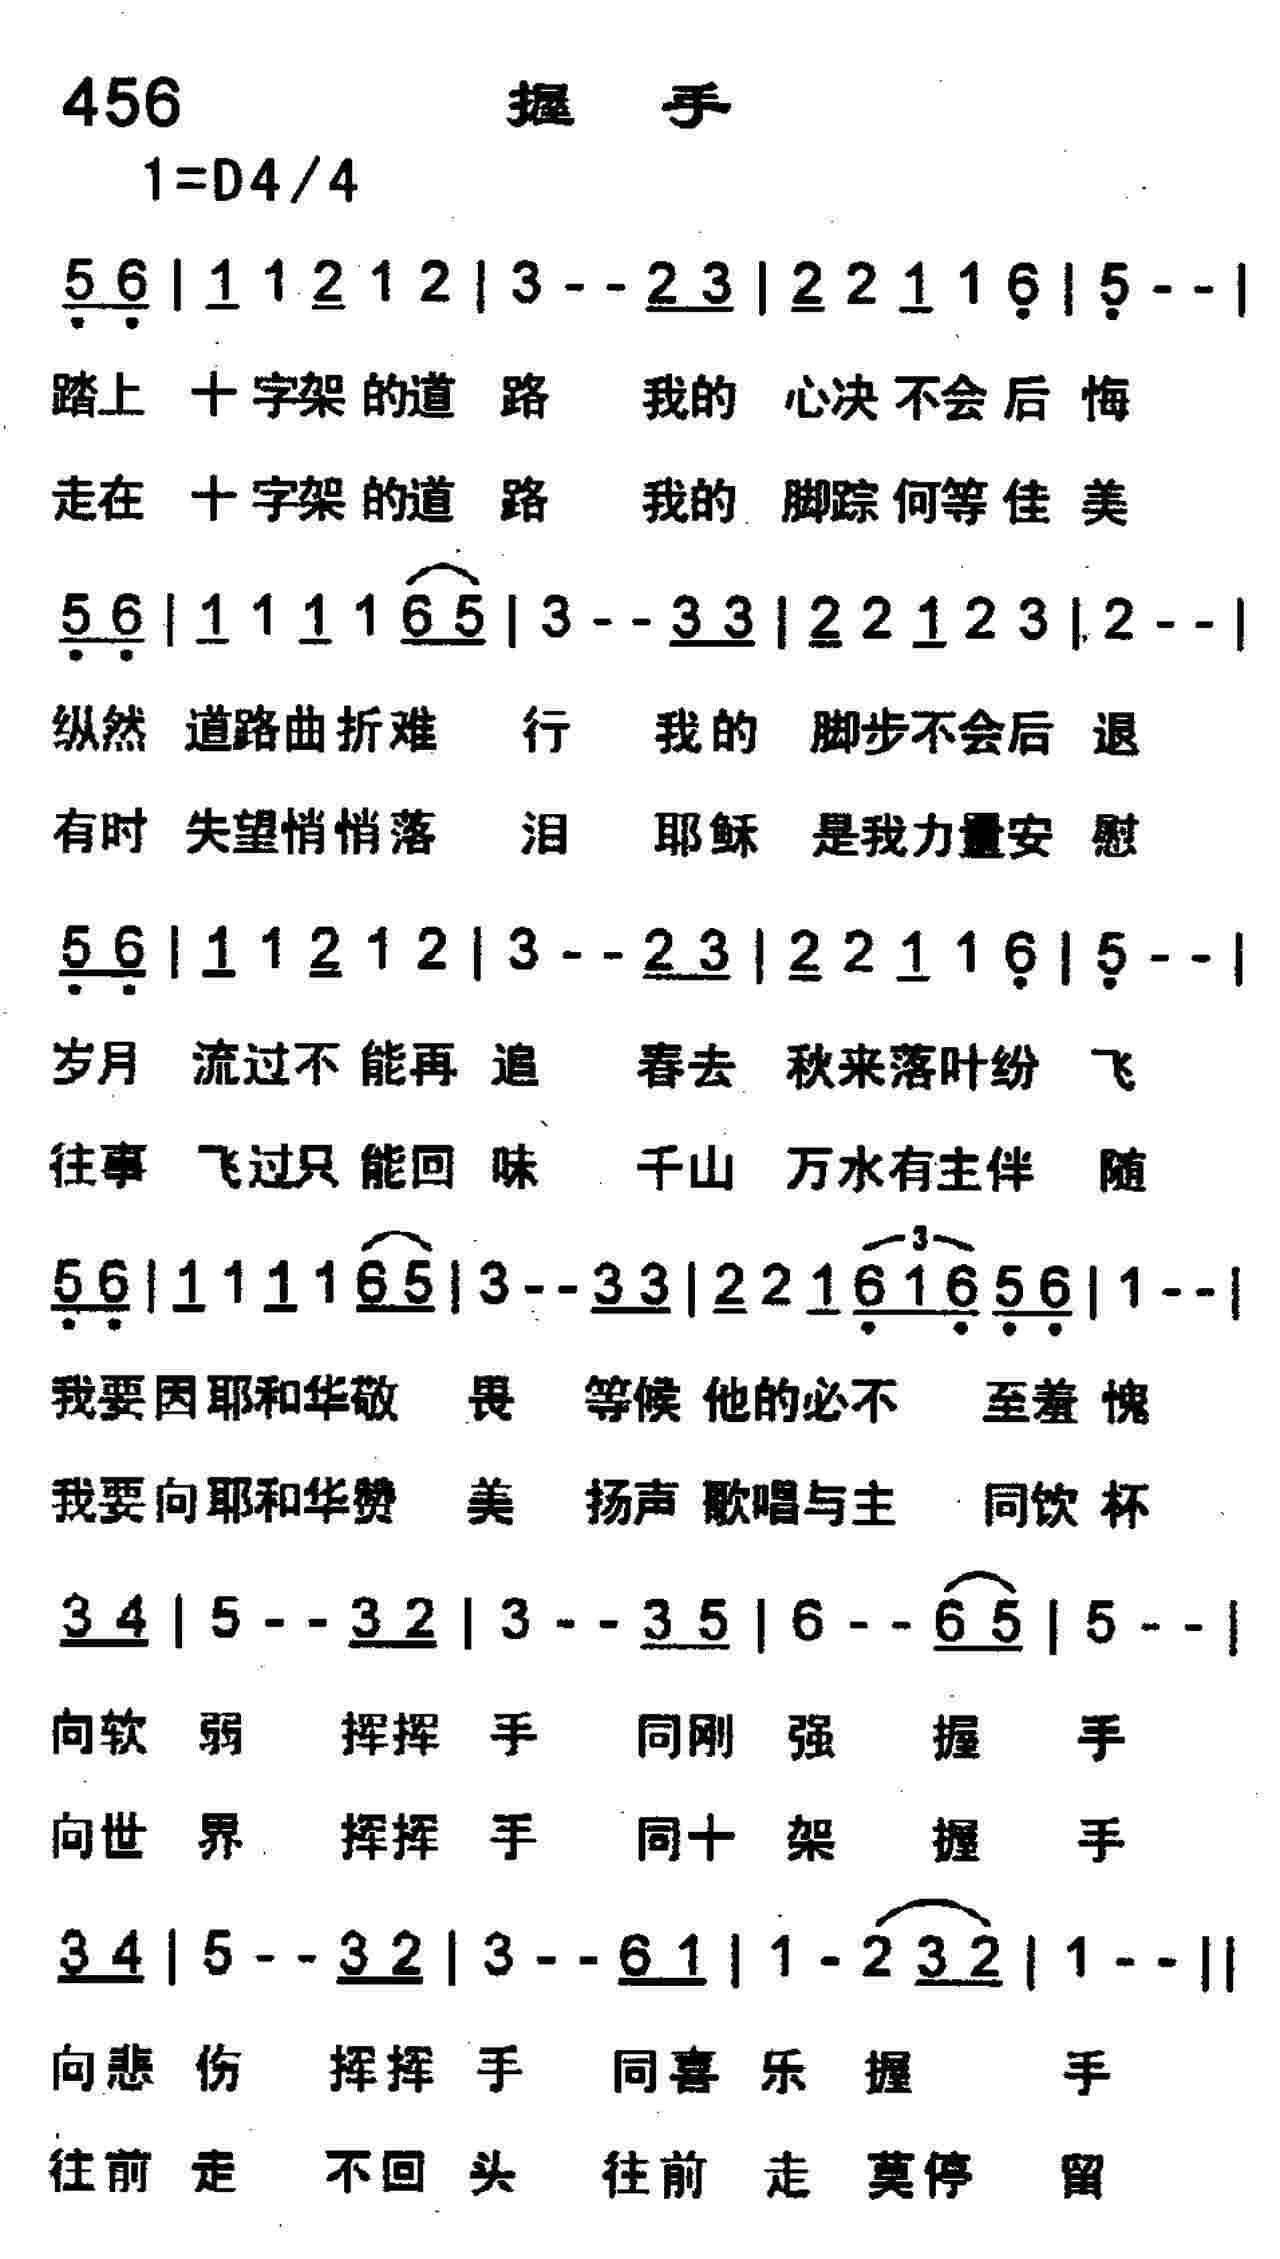 456 握 手
1=D4/4
5 6 | 1 1 2 1 2 | 3 - - 2 3 | 2 2 1 1 6 | 5 - - |
踏上 十字架的道 路 我的 心决不会后 悔
走在 十字架的道 路 我的 脚踪何等佳 美
5 6 | 1 1 1 1 6 5 | 3 - - 3 3 | 2 2 1 2 3 | 2 - - |
纵然 道路曲折难 行 我的 脚步不会后 退
有时 失望悄悄落 泪 耶稣 是我力量安 慰
5 6 | 1 1 2 1 2 | 3 - - 2 3 | 2 2 1 1 6 | 5 - - |
岁月 流过不能再 追 春去 秋来落叶纷 飞
往事 飞过只能回 味 千山 万水有主伴 随
5 6 | 1 1 1 1 6 5 | 3 - - 3 3 | 2 2 1 6 1 6 5 6 | 1 - - |
我要因耶和华敬 畏 等候 他的必不 至羞 愧
我要向耶和华赞 美 扬声 歌唱与主 同饮 杯
3 4 | 5 - - 3 2 | 3 - - 3 5 | 6 - - 6 5 | 5 - - |
向软 弱 挥挥 手 同刚 强 握 手
向世 界 挥挥 手 同十 架 握 手
3 4 | 5 - - 3 2 | 3 - - 6 1 | 1 - 2 3 2 | 1 - - ||
向悲 伤 挥挥 手 同喜 乐 握 手
往前 走 不回 头 往前 走 莫停 留